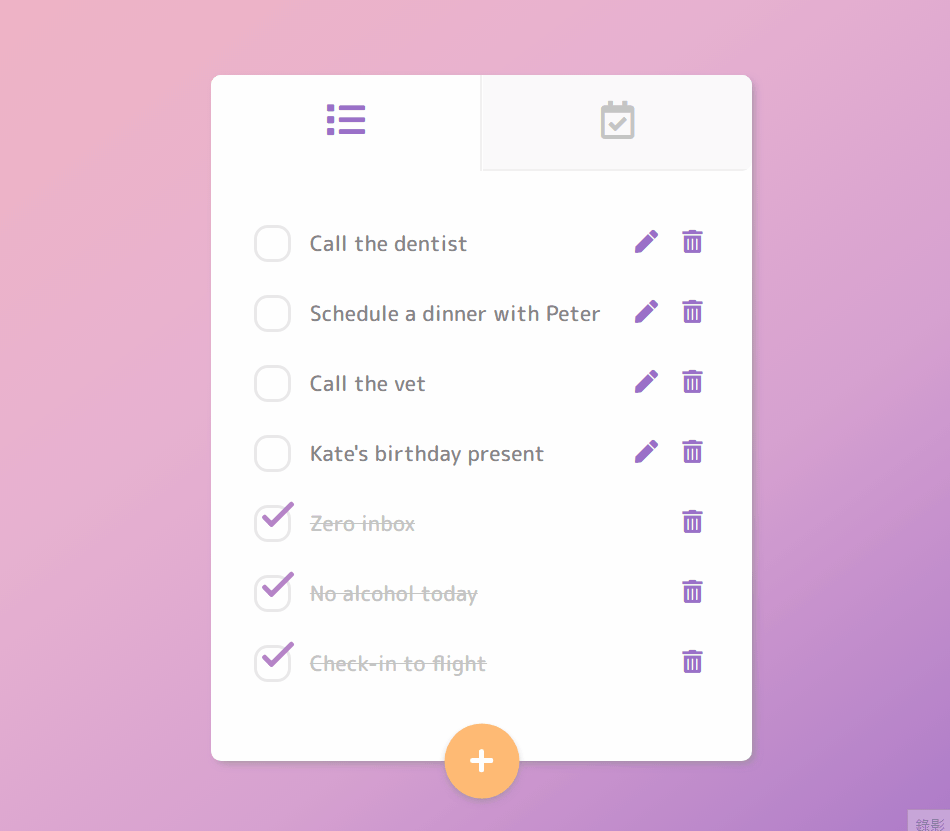 Call the dentist
Schedule a dinner with Peter
Call the vet
Kate's birthday present
Zero inbox
No alcohol today
Check-in to flight
錄影